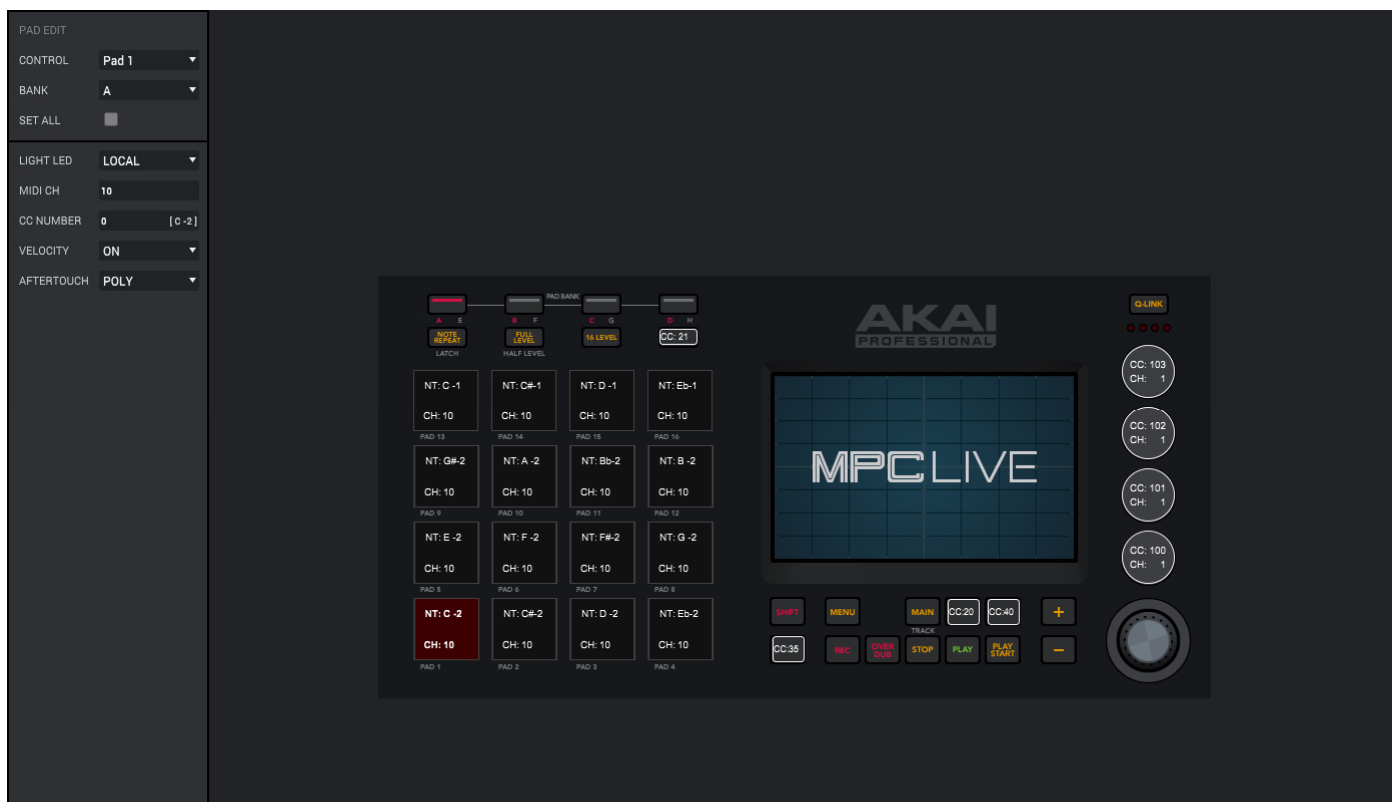 PAD EDIT
CONTROL Pad 1
BANK A
SET ALL
LIGHT LED LOCAL
MIDI CH 10
CC NUMBER 0 [ C -2 ]
VELOCITY ON
AFTERTOUCH POLY
PAD BANK
A E B F C G D H
NOTE REPEAT
FULL LEVEL
16 LEVEL
CC: 21
LATCH
HALF LEVEL
NT: C -1 NT: C#-1 NT: D -1 NT: Eb-1
CH: 10 CH: 10 CH: 10 CH: 10
PAD 13 PAD 14 PAD 15 PAD 16
NT: G#-2 NT: A -2 NT: Bb-2 NT: B -2
CH: 10 CH: 10 CH: 10 CH: 10
PAD 9 PAD 10 PAD 11 PAD 12
NT: E -2 NT: F -2 NT: F#-2 NT: G -2
CH: 10 CH: 10 CH: 10 CH: 10
PAD 5 PAD 6 PAD 7 PAD 8
NT: C -2 NT: C#-2 NT: D -2 NT: Eb-2
CH: 10 CH: 10 CH: 10 CH: 10
PAD 1 PAD 2 PAD 3 PAD 4
AKAI
PROFESSIONAL
MPC LIVE
SHIFT MENU MAIN CC:20 CC:40 +
TRACK
CC:35 REC OVER DUB STOP PLAY PLAY START −
Q-LINK
CC: 103
CH: 1
CC: 102
CH: 1
CC: 101
CH: 1
CC: 100
CH: 1